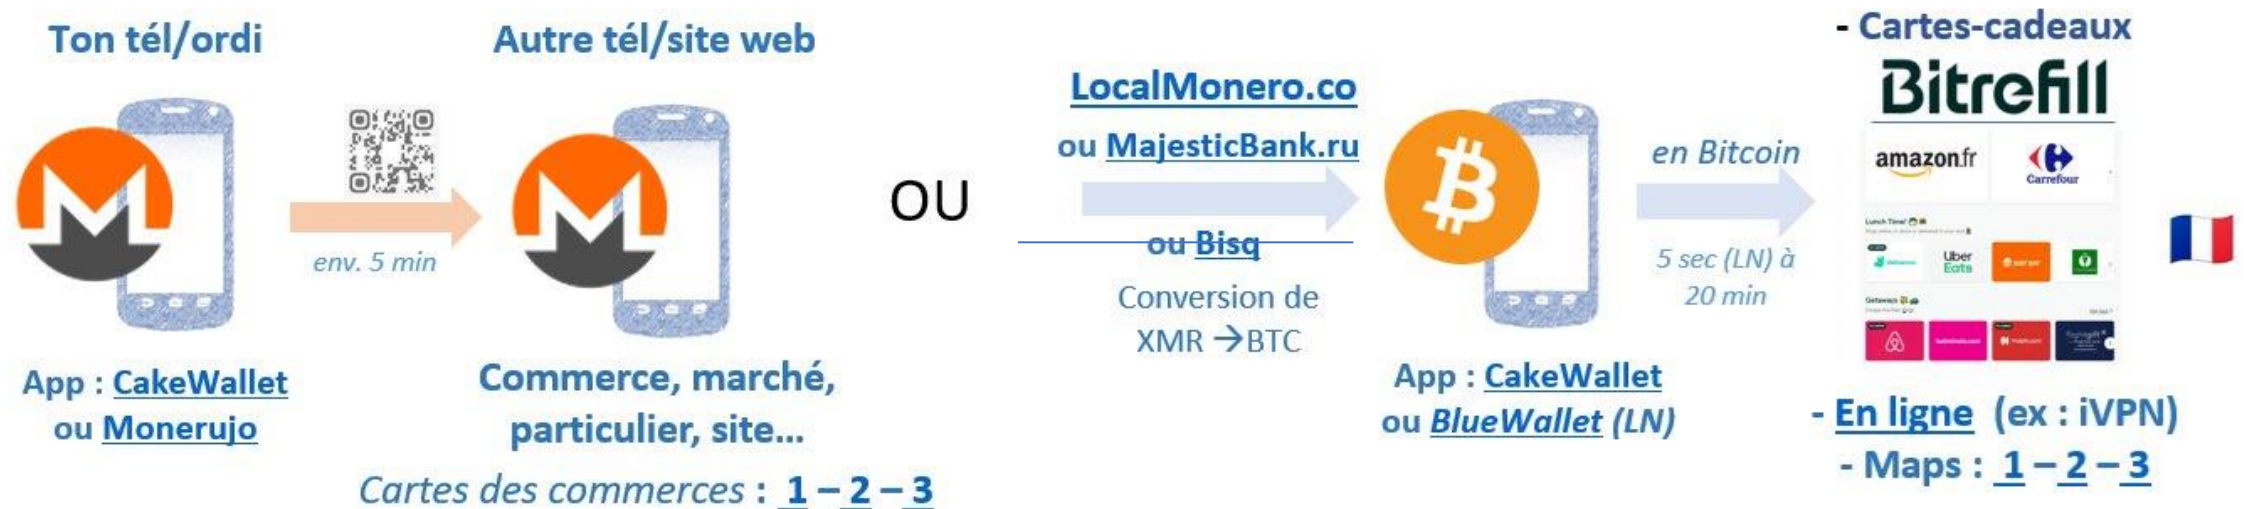 Ton tél/ordi
env. 5 min
App : CakeWallet
ou Monerujo
Autre tél/site web
Commerce, marché,
particulier, site...
Cartes des commerces : 1 – 2 – 3
OU
LocalMonero.co
ou MajesticBank.ru
ou Bisq
Conversion de
XMR →BTC
App : CakeWallet
ou BlueWallet (LN)
en Bitcoin
5 sec (LN) à
20 min
- Cartes-cadeaux
Bitrefill
amazon.fr
Carrefour
Lunch Time!
Uber
Eats
Getaways
- En ligne (ex : iVPN)
- Maps : 1 – 2 – 3